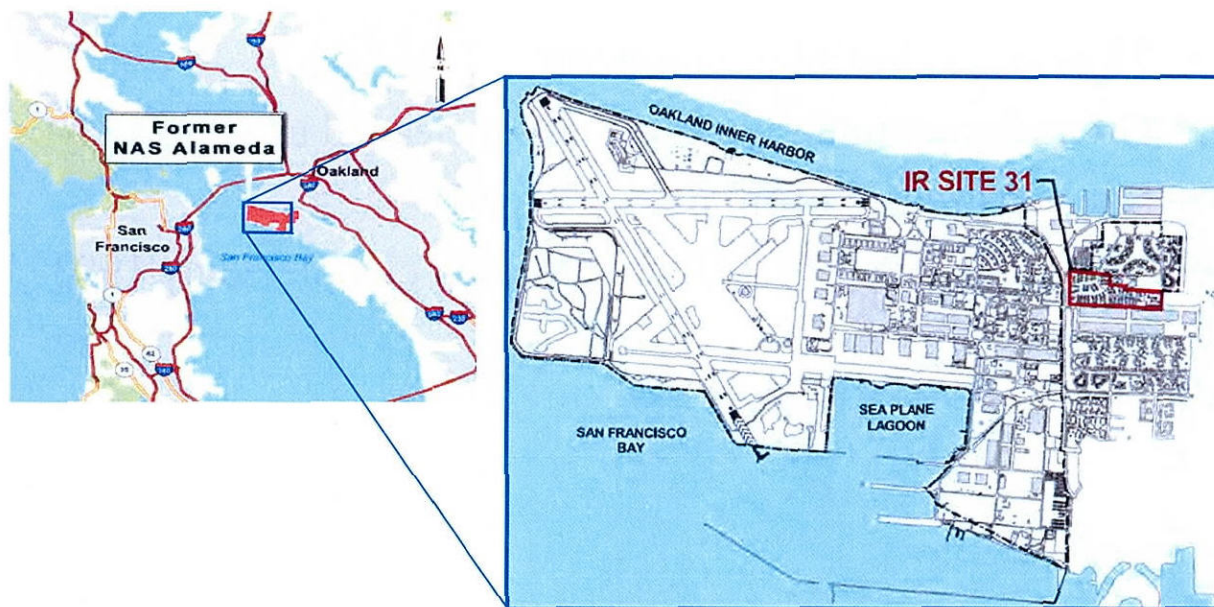 Former
NAS Alameda
Oakland
San
Francisco
San Francisco Bay
OAKLAND INNER HARBOR
IR SITE 31
SEA PLANE
LAGOON
SAN FRANCISCO
BAY